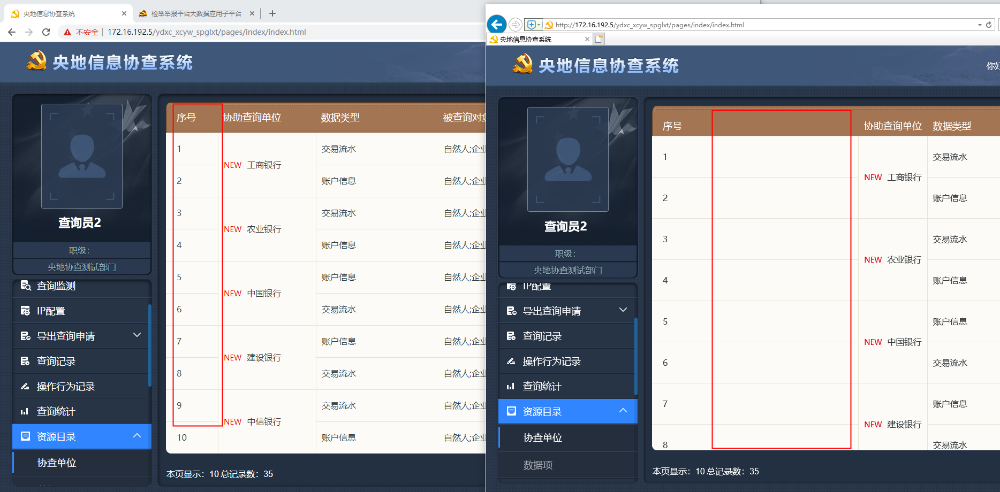 央地信息协查系统
检举举报平台大数据应用子平台
不安全
172.16.192.5/ydxc_xcyw_spglxt/pages/index/index.html
央地信息协查系统
查询员2
职级：
央地协查测试部门
查询监测
IP配置
导出查询申请
查询记录
操作行为记录
查询统计
资源目录
协查单位
序号 协助查询单位 数据类型 被查询对象
1 NEW 工商银行 交易流水 自然人;企业
2 账户信息 自然人;企业
3 NEW 农业银行 交易流水 自然人;企业
4 账户信息 自然人;企业
5 NEW 中国银行 账户信息 自然人;企业
6 交易流水 自然人;企业
7 NEW 建设银行 账户信息 自然人;企业
8 交易流水 自然人;企业
9 NEW 中信银行 交易流水 自然人;企业
10 账户信息 自然人;企业
本页显示：10 总记录数：35
http://172.16.192.5/ydxc_xcyw_spglxt/pages/index/index.html
央地信息协查系统
央地信息协查系统
你好
查询员2
职级：
央地协查测试部门
IP配置
导出查询申请
查询记录
操作行为记录
查询统计
资源目录
协查单位
数据项
序号 协助查询单位 数据类型
1 NEW 工商银行 交易流水
2 账户信息
3 NEW 农业银行 交易流水
4 账户信息
5 NEW 中国银行 账户信息
6 交易流水
7 NEW 建设银行 账户信息
8 交易流水
本页显示：10 总记录数：35